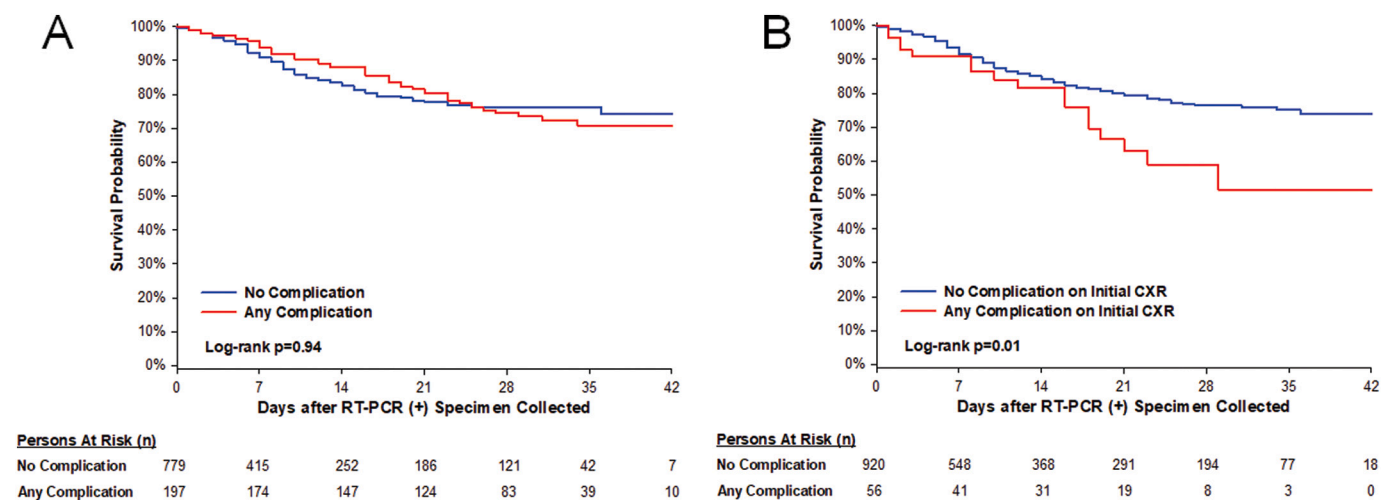 A
100%
90%
80%
70%
60%
50%
40%
30%
20%
10%
0%
Survival Probability
No Complication
Any Complication
Log-rank p=0.94
0 7 14 21 28 35 42
Days after RT-PCR (+) Specimen Collected
Persons At Risk (n)
No Complication 779 415 252 186 121 42 7
Any Complication 197 174 147 124 83 39 10
B
100%
90%
80%
70%
60%
50%
40%
30%
20%
10%
0%
Survival Probability
No Complication on Initial CXR
Any Complication on Initial CXR
Log-rank p=0.01
0 7 14 21 28 35 42
Days after RT-PCR (+) Specimen Collected
Persons At Risk (n)
No Complication 920 548 368 291 194 77 18
Any Complication 56 41 31 19 8 3 0